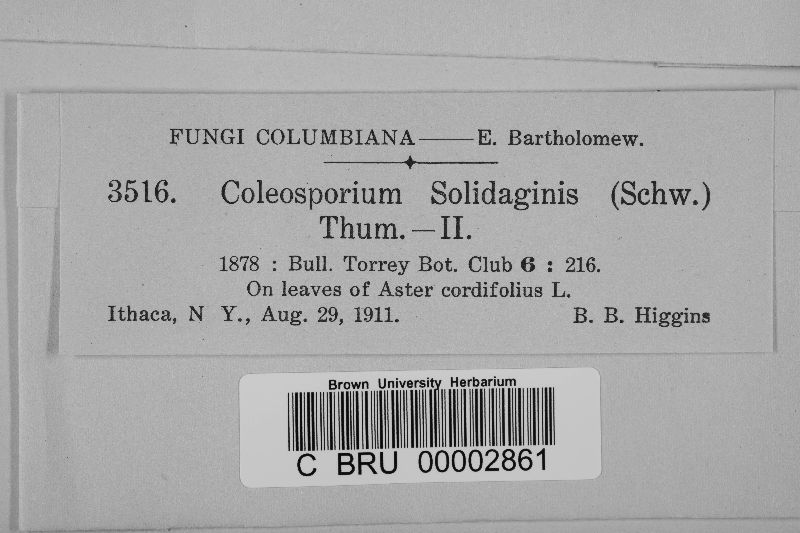 FUNGI COLUMBIANA——E. Bartholomew.
3516. Coleosporium Solidaginis (Schw.)
Thum.—II.
1878 : Bull. Torrey Bot. Club 6 : 216.
On leaves of Aster cordifolius L.
Ithaca, N Y., Aug. 29, 1911. B. B. Higgins
Brown University Herbarium
C BRU 00002861